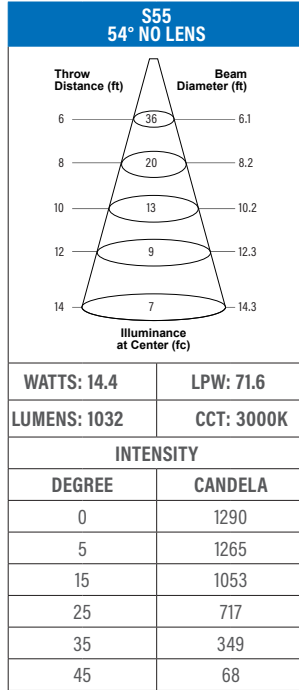 S55
54° NO LENS
Throw Beam
Distance (ft) Diameter (ft)
6 36 6.1
8 20 8.2
10 13 10.2
12 9 12.3
14 7 14.3
Illuminance
at Center (fc)
WATTS: 14.4 LPW: 71.6
LUMENS: 1032 CCT: 3000K
INTENSITY
DEGREE CANDELA
0 1290
5 1265
15 1053
25 717
35 349
45 68